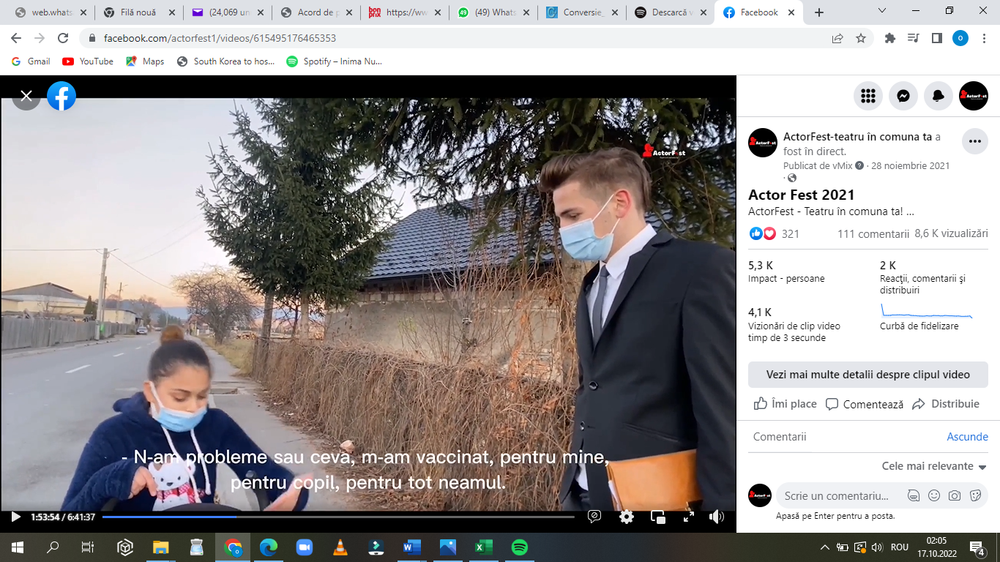 web.whats
Filă nouă
(24,069 un
Acord de p
bon prix
https://ww
(49) Whats
Conversie_
Descarcă v
Facebook
facebook.com/actorfest1/videos/615495176465353
Gmail
YouTube
Maps
South Korea to hos...
Spotify – Inima Nu...
ActorFest
- N-am probleme sau ceva, m-am vaccinat, pentru mine,
pentru copil, pentru tot neamul.
1:53:54 / 6:41:37
ActorFest-teatru în comuna ta a
fost în direct.
Publicat de vMix · 28 noiembrie 2021
Actor Fest 2021
ActorFest - Teatru în comuna ta! ...
321 111 comentarii 8,6 K vizualizări
5,3 K
Impact - persoane
2 K
Reacții, comentarii și
distribuiri
4,1 K
Vizionări de clip video
timp de 3 secunde
Curbă de fidelizare
Vezi mai multe detalii despre clipul video
Îmi place Comentează Distribuie
Comentarii Ascunde
Cele mai relevante
Scrie un comentariu...
Apasă pe Enter pentru a posta.
ROU
02:05
17.10.2022
4